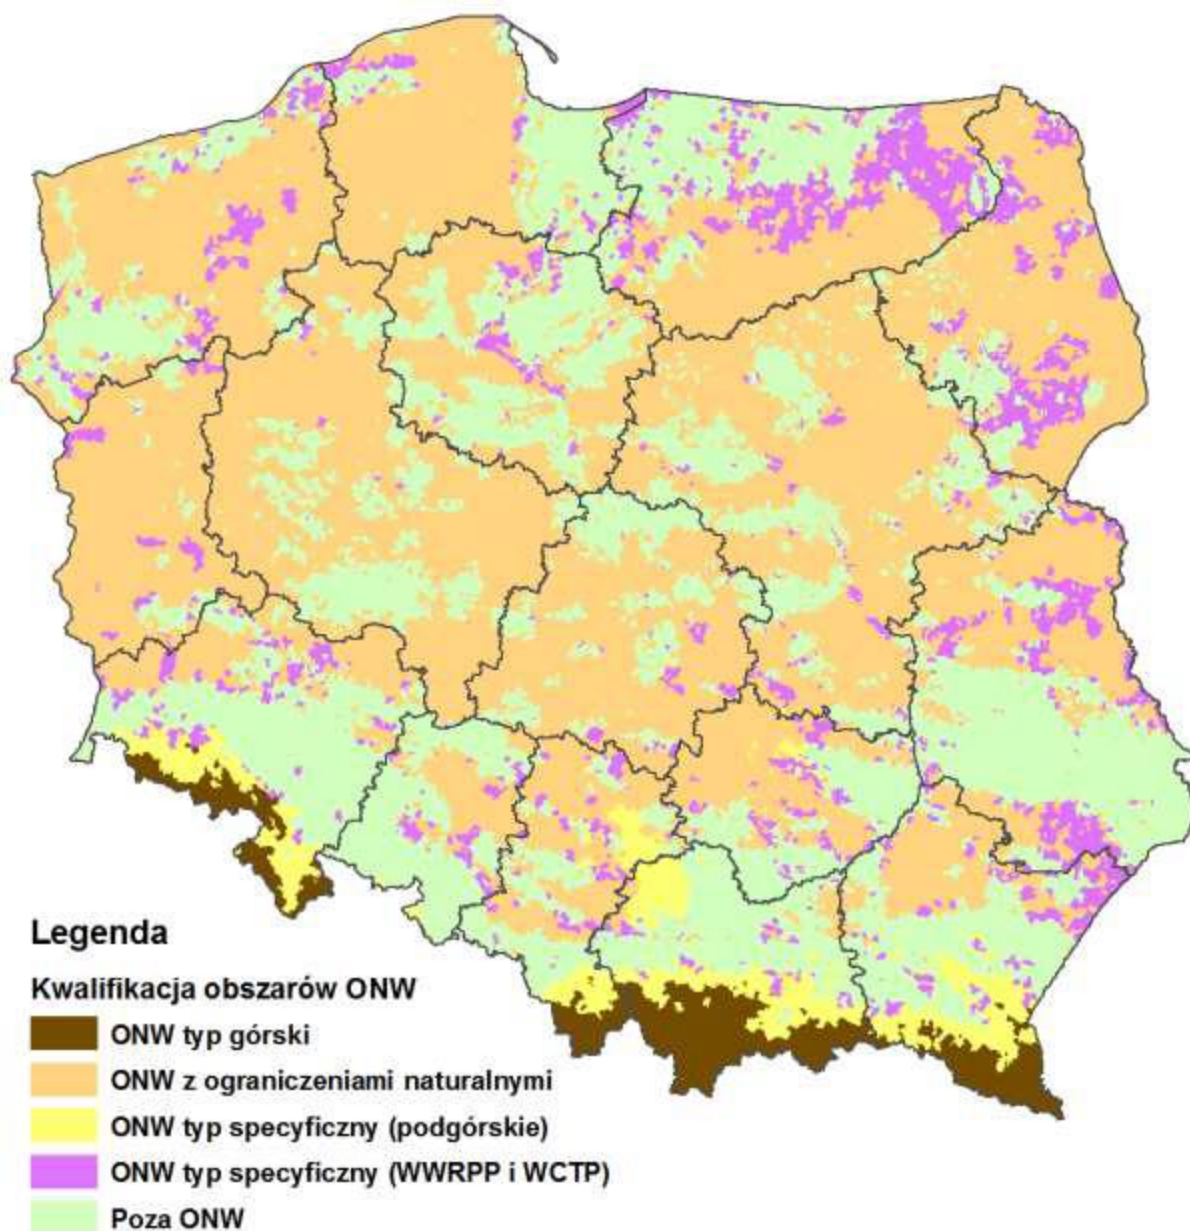 Legenda
Kwalifikacja obszarów ONW
ONW typ górski
ONW z ograniczeniami naturalnymi
ONW typ specyficzny (podgórskie)
ONW typ specyficzny (WWRPP i WCTP)
Poza ONW